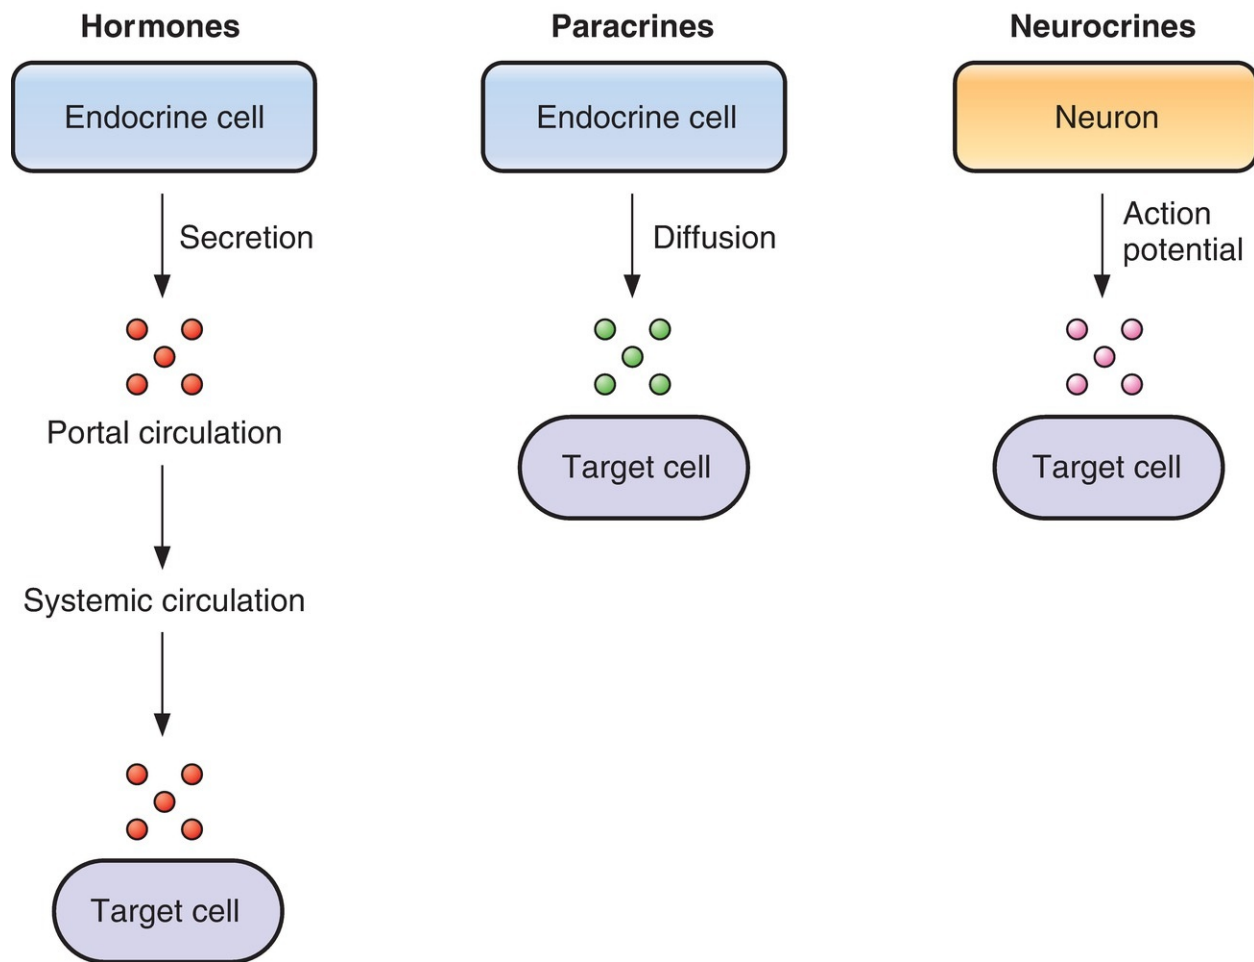 Hormones
Endocrine cell
Secretion
Portal circulation
Systemic circulation
Target cell
Paracrines
Endocrine cell
Diffusion
Target cell
Neurocrines
Neuron
Action
potential
Target cell